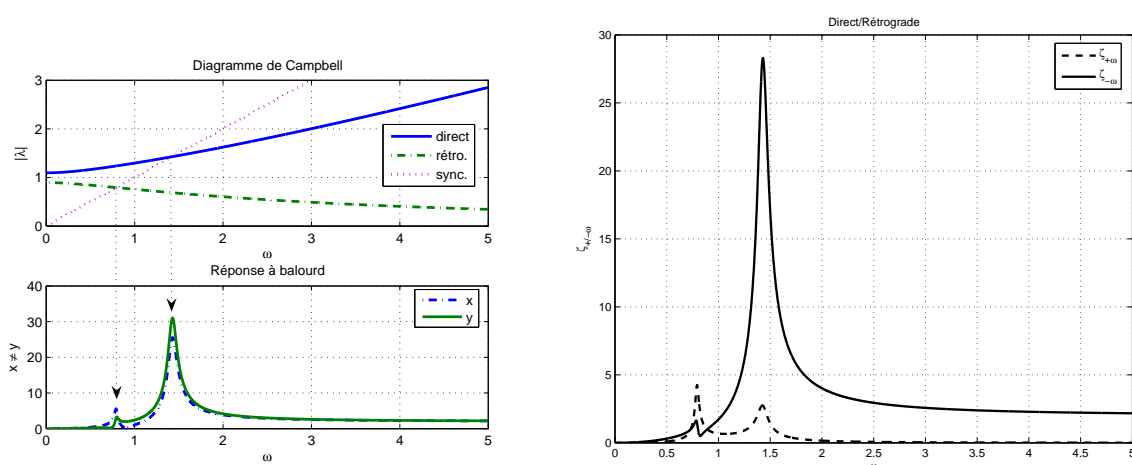 Diagramme de Campbell
3
2
1
0
|λ|
direct
rétro.
sync.
0 1 2 3 4 5
ω
Réponse à balourd
40
30
20
10
0
x ≠ y
x
y
0 1 2 3 4 5
ω
Direct/Rétrograde
30
25
20
15
10
5
0
ζ+/-ω
ζ+ω
ζ-ω
0 0.5 1 1.5 2 2.5 3 3.5 4 4.5 5